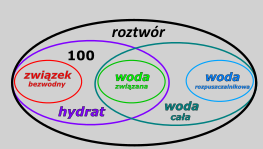 roztwór
100
związek
bezwodny
woda
związana
woda
rozpuszczalnikowa
hydrat
woda
cała